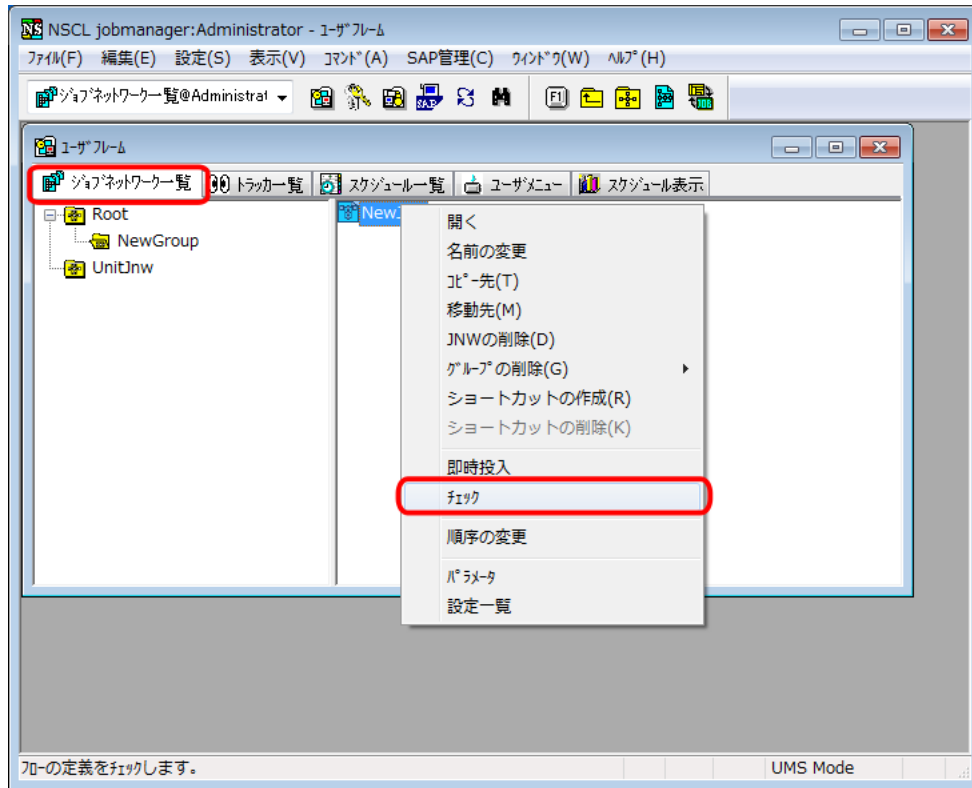 NS NSCL jobmanager:Administrator - ﾕｰｻﾞﾌﾚｰﾑ
ﾌｧｲﾙ(F) 編集(E) 設定(S) 表示(V) ｺﾏﾝﾄﾞ(A) SAP管理(C) ｳｨﾝﾄﾞｳ(W) ﾍﾙﾌﾟ(H)
ジョブネットワーク一覧@Administrat
SAP
F1
ﾕｰｻﾞﾌﾚｰﾑ
ジョブネットワーク一覧 トラッカ一覧 スケジュール一覧 ユーザメニュー スケジュール表示
Root
NewGroup
UnitJnw
NewJ
開く
名前の変更
ｺﾋﾟｰ先(T)
移動先(M)
JNWの削除(D)
ｸﾞﾙｰﾌﾟの削除(G)
ショートカットの作成(R)
ショートカットの削除(K)
即時投入
ﾁｪｯｸ
順序の変更
ﾊﾟﾗﾒｰﾀ
設定一覧
ﾌﾛｰの定義をﾁｪｯｸします。 UMS Mode